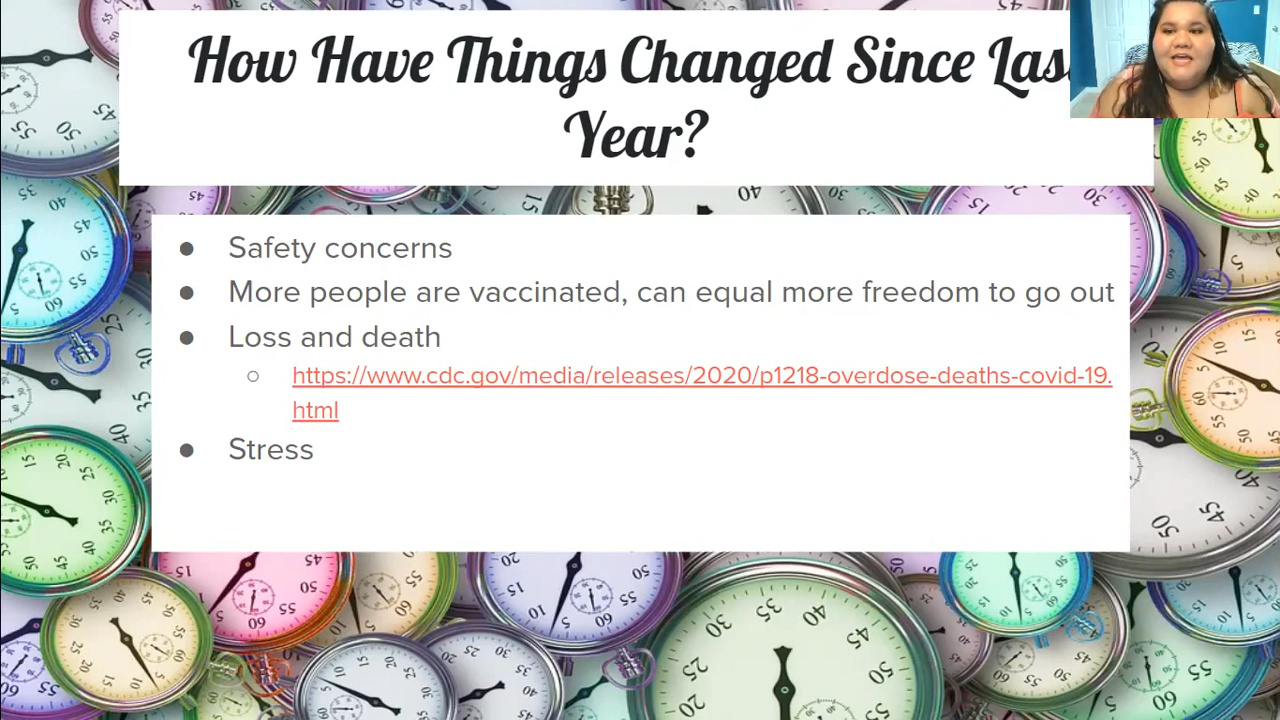 How Have Things Changed Since Las
Year?
● Safety concerns
● More people are vaccinated, can equal more freedom to go out
● Loss and death
○ https://www.cdc.gov/media/releases/2020/p1218-overdose-deaths-covid-19.
html
● Stress